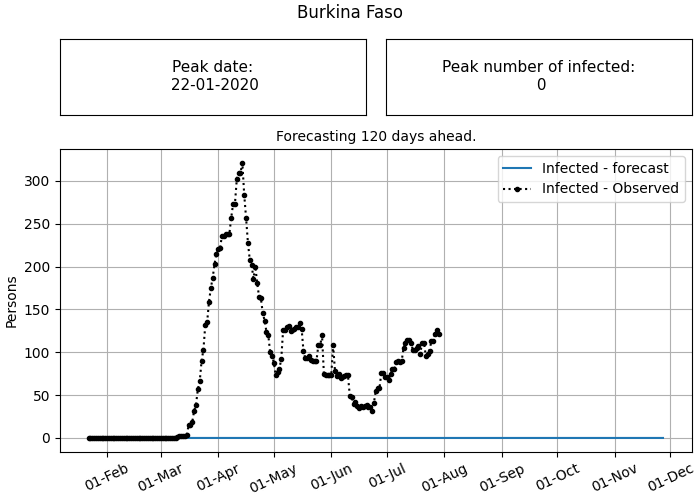 Burkina Faso
Peak date:
22-01-2020
Peak number of infected:
0
Forecasting 120 days ahead.
Infected - forecast
Infected - Observed
Persons
300
250
200
150
100
50
0
01-Feb
01-Mar
01-Apr
01-May
01-Jun
01-Jul
01-Aug
01-Sep
01-Oct
01-Nov
01-Dec